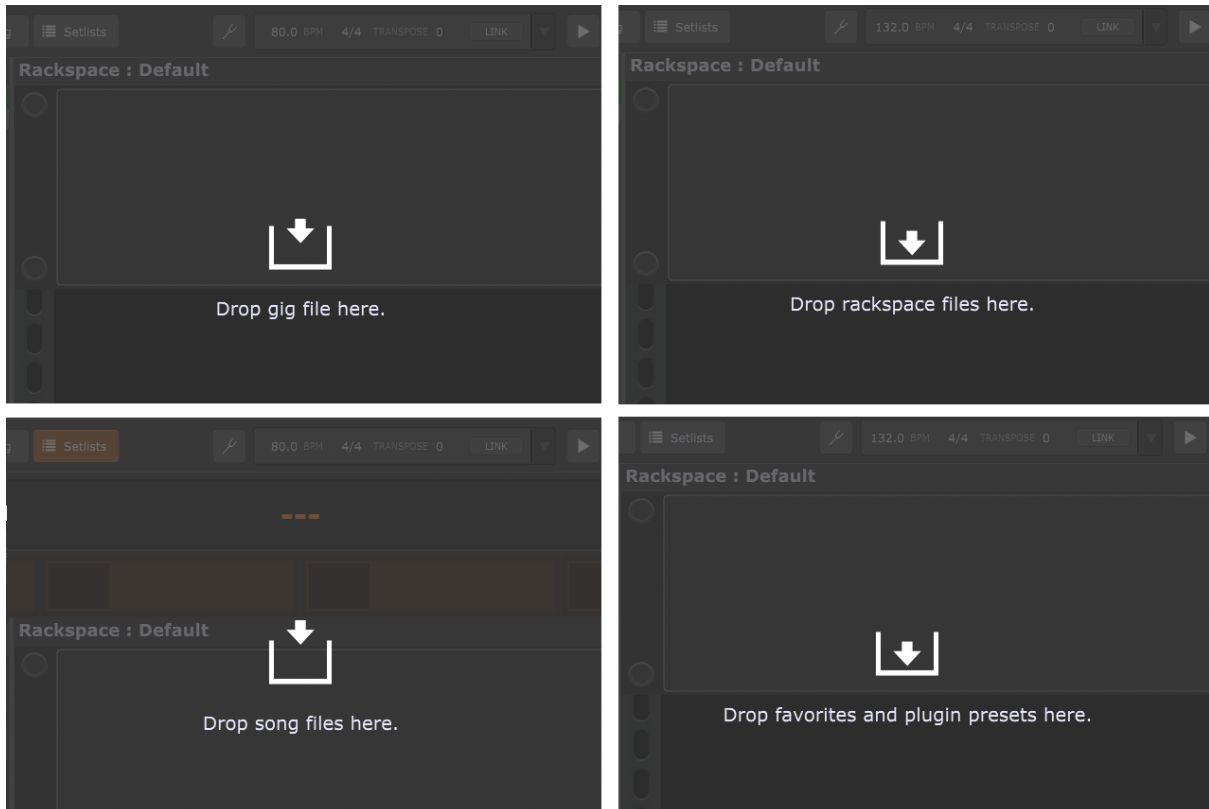 g Setlists 80.0 BPM 4/4 TRANSPOSE 0 LINK
Rackspace : Default
Drop gig file here.
Setlists 132.0 BPM 4/4 TRANSPOSE 0 LINK
Rackspace : Default
Drop rackspace files here.
g Setlists 80.0 BPM 4/4 TRANSPOSE 0 LINK
---
Rackspace : Default
Drop song files here.
Setlists 132.0 BPM 4/4 TRANSPOSE 0 LINK
Rackspace : Default
Drop favorites and plugin presets here.